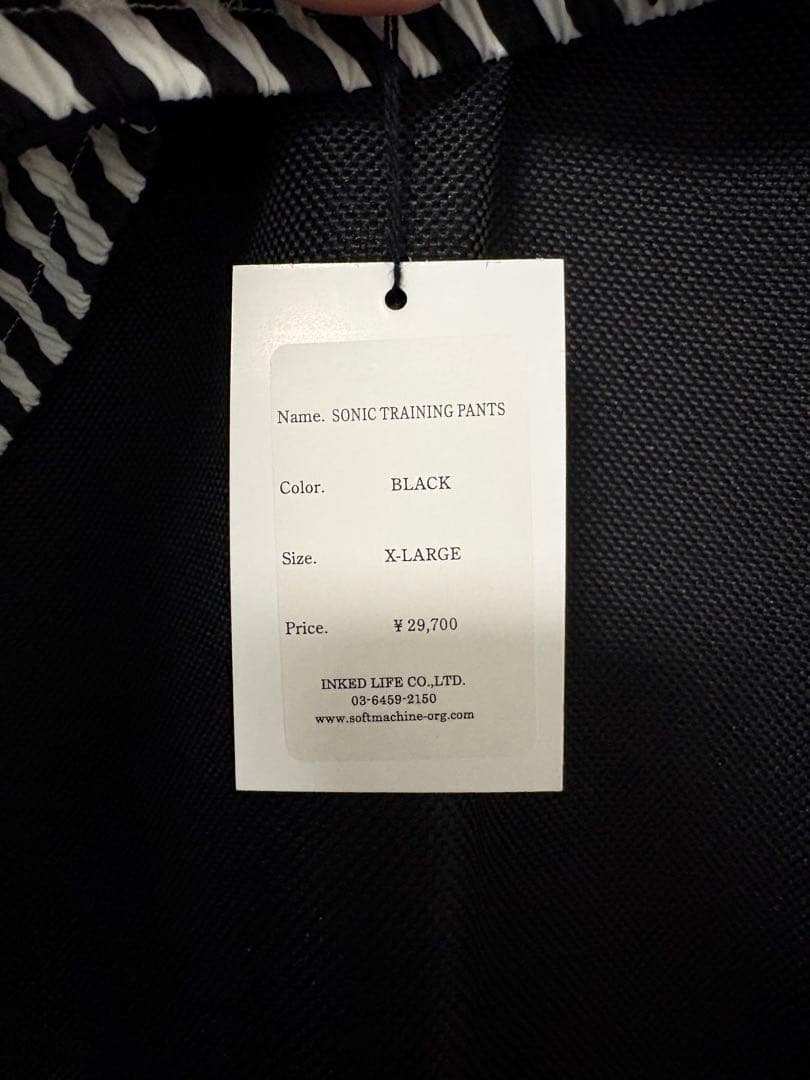 Name. SONIC TRAINING PANTS
Color. BLACK
Size. X-LARGE
Price. ¥ 29,700
INKED LIFE CO.,LTD.
03-6459-2150
www.softmachine-org.com